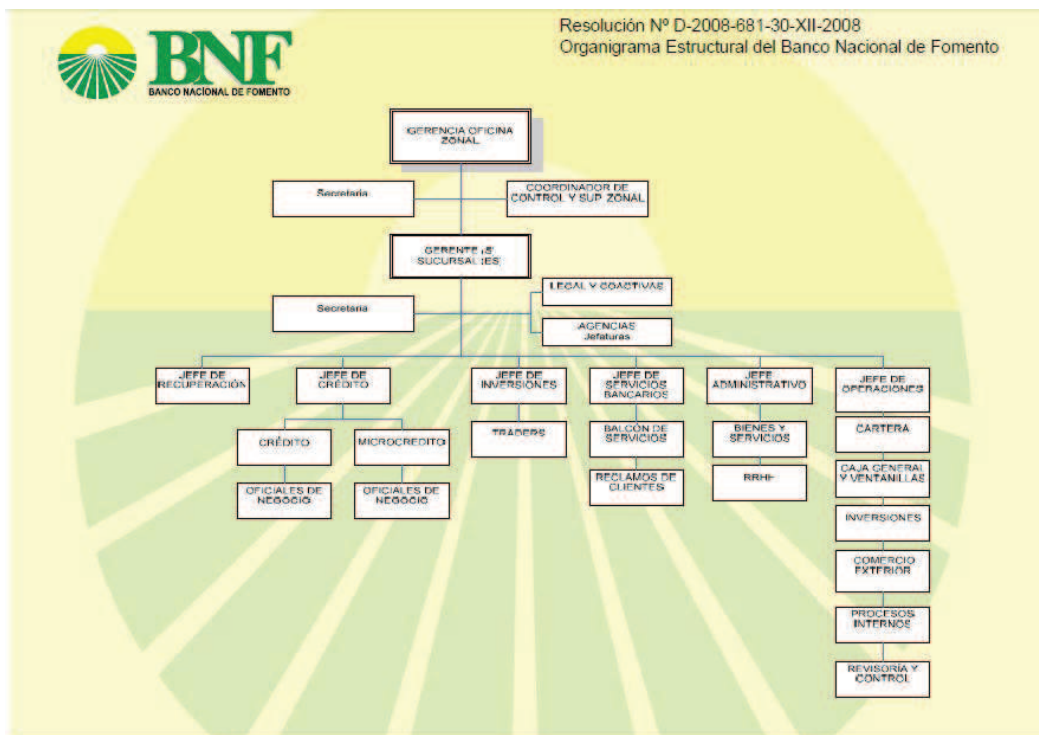 Resolución Nº D-2008-681-30-XII-2008
Organigrama Estructural del Banco Nacional de Fomento
BNF
BANCO NACIONAL DE FOMENTO
GERENCIA OFICINA
ZONAL
Secretaria
COORDINADOR DE
CONTROL Y SUP ZONAL
GERENTE (S)
SUCURSAL (ES)
LEGAL Y COACTIVAS
Secretaria
AGENCIAS
Jefaturas
JEFE DE
RECUPERACIÓN
JEFE DE
CRÉDITO
JEFE DE
INVERSIONES
JEFE DE
SERVICIOS
BANCARIOS
JEFE
ADMINISTRATIVO
JEFE DE
OPERACIONES
CRÉDITO
MICROCREDITO
TRADERS
BALCÓN DE
SERVICIOS
BIENES Y
SERVICIOS
CARTERA
OFICIALES DE
NEGOCIO
OFICIALES DE
NEGOCIO
RECLAMOS DE
CLIENTES
RRHH
CAJA GENERAL
Y VENTANILLAS
INVERSIONES
COMERCIO
EXTERIOR
PROCESOS
INTERNOS
REVISORÍA Y
CONTROL